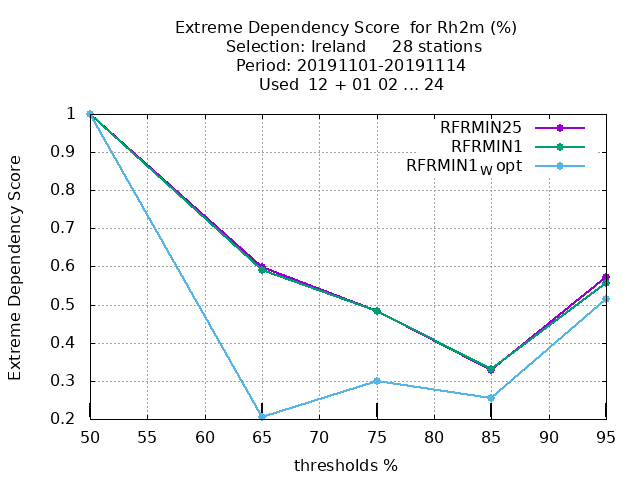 Extreme Dependency Score  for Rh2m (%)
Selection: Ireland     28 stations
Period: 20191101-20191114
Used  12 + 01 02 ... 24
RFRMIN25
RFRMIN1
RFRMIN1W opt
Extreme Dependency Score
1
0.9
0.8
0.7
0.6
0.5
0.4
0.3
0.2
50 55 60 65 70 75 80 85 90 95
thresholds %